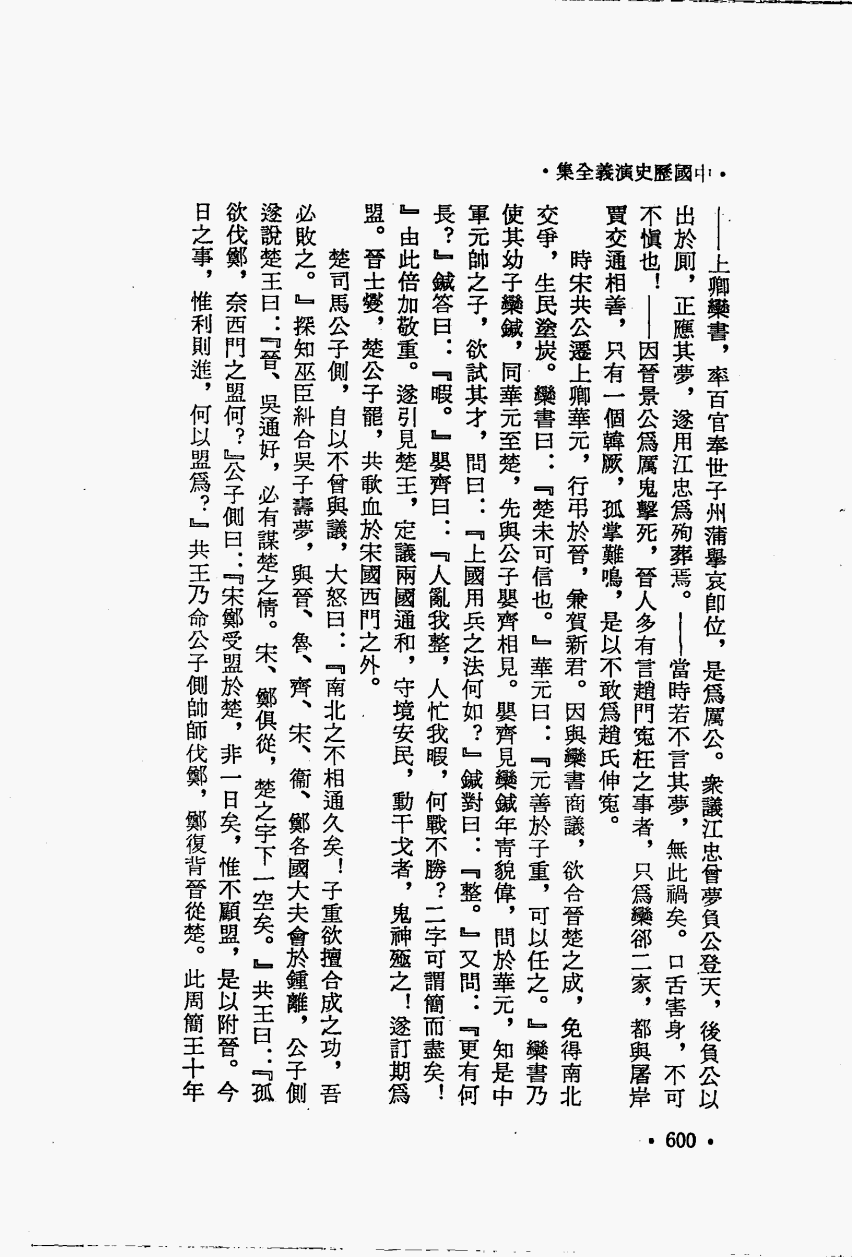 •中國歷史演義全集•
——上卿欒書，率百官奉世子州蒲擧哀卽位，是爲厲公。衆議江忠曾夢負公登天，後負公以
出於厠，正應其夢，遂用江忠爲殉葬焉。——當時若不言其夢，無此禍矣。口舌害身，不可
不愼也！——因晉景公爲厲鬼擊死，晉人多有言趙門寃枉之事者，只爲欒郤二家，都與屠岸
賈交通相善，只有一個韓厥，孤掌難鳴，是以不敢爲趙氏伸寃。
時宋共公遷上卿華元，行弔於晉，兼賀新君。因與欒書商議，欲合晉楚之成，免得南北
交爭，生民塗炭。欒書曰：『楚未可信也。』華元曰：『元善於子重，可以任之。』欒書乃
使其幼子欒鍼，同華元至楚，先與公子嬰齊相見。嬰齊見欒鍼年靑貌偉，問於華元，知是中
軍元帥之子，欲試其才，問曰：『上國用兵之法何如？』鍼對曰：『整。』又問：『更有何
長？』鍼答曰：『暇。』嬰齊曰：『人亂我整，人忙我暇，何戰不勝？二字可謂簡而盡矣！
』由此倍加敬重。遂引見楚王，定議兩國通和，守境安民，動干戈者，鬼神殛之！遂訂期爲
盟。晉士燮，楚公子罷，共歃血於宋國西門之外。
楚司馬公子側，自以不曾與議，大怒曰：『南北之不相通久矣！子重欲擅合成之功，吾
必敗之。』探知巫臣糾合吳子壽夢，與晉、魯、齊、宋、衞、鄭各國大夫會於鍾離，公子側
遂說楚王曰：『晉、吳通好，必有謀楚之情。宋、鄭俱從，楚之宇下一空矣。』共王曰：『孤
欲伐鄭，奈西門之盟何？』公子側曰：『宋鄭受盟於楚，非一日矣，惟不顧盟，是以附晉。今
日之事，惟利則進，何以盟爲？』共王乃命公子側帥師伐鄭，鄭復背晉從楚。此周簡王十年
•600•